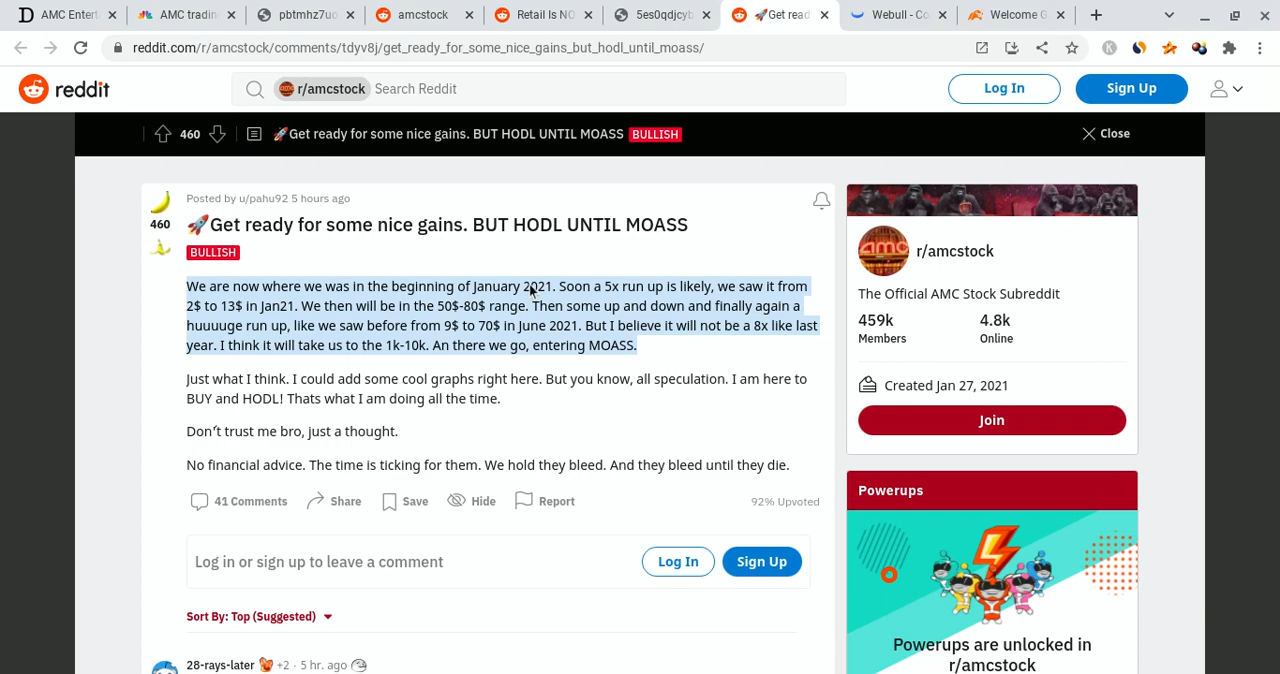 AMC Entert
AMC tradin
pbtmhz7uo
amcstock
Retail Is NO
5es0qdjcyb
🚀Get read
Webull - Co
Welcome G
reddit.com/r/amcstock/comments/tdyv8j/get_ready_for_some_nice_gains_but_hodl_until_moass/
reddit
r/amcstock
Search Reddit
Log In
Sign Up
460
🚀Get ready for some nice gains. BUT HODL UNTIL MOASS
BULLISH
Close
Posted by u/pahu92 5 hours ago
460
🚀Get ready for some nice gains. BUT HODL UNTIL MOASS
BULLISH
We are now where we was in the beginning of January 2021. Soon a 5x run up is likely, we saw it from
2$ to 13$ in Jan21. We then will be in the 50$-80$ range. Then some up and down and finally again a
huuuuge run up, like we saw before from 9$ to 70$ in June 2021. But I believe it will not be a 8x like last
year. I think it will take us to the 1k-10k. An there we go, entering MOASS.
Just what I think. I could add some cool graphs right here. But you know, all speculation. I am here to
BUY and HODL! Thats what I am doing all the time.
Don't trust me bro, just a thought.
No financial advice. The time is ticking for them. We hold they bleed. And they bleed until they die.
41 Comments
Share
Save
Hide
Report
92% Upvoted
Log in or sign up to leave a comment
Log In
Sign Up
Sort By: Top (Suggested)
28-rays-later
+2 · 5 hr. ago
amc
r/amcstock
The Official AMC Stock Subreddit
459k
4.8k
Members
Online
Created Jan 27, 2021
Join
Powerups
Powerups are unlocked in
r/amcstock